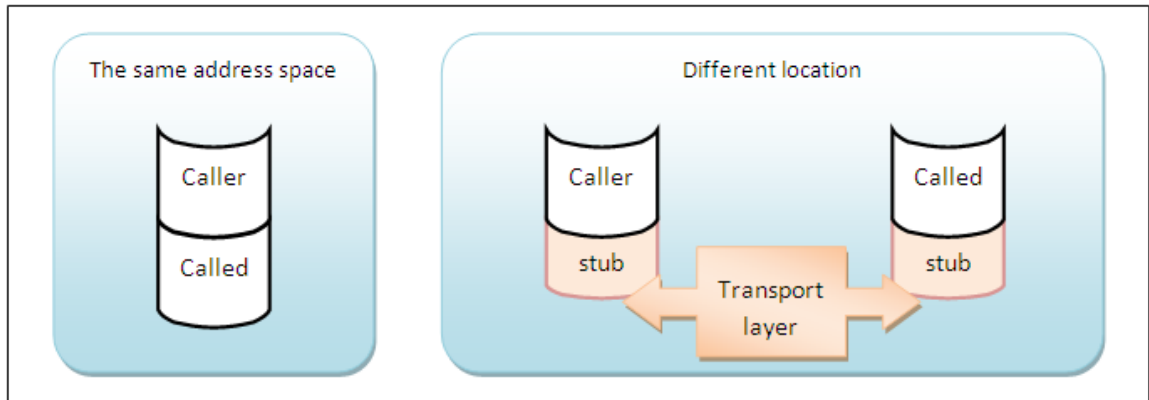 The same address space
Caller
Called
Different location
Caller
stub
Called
stub
Transport
layer